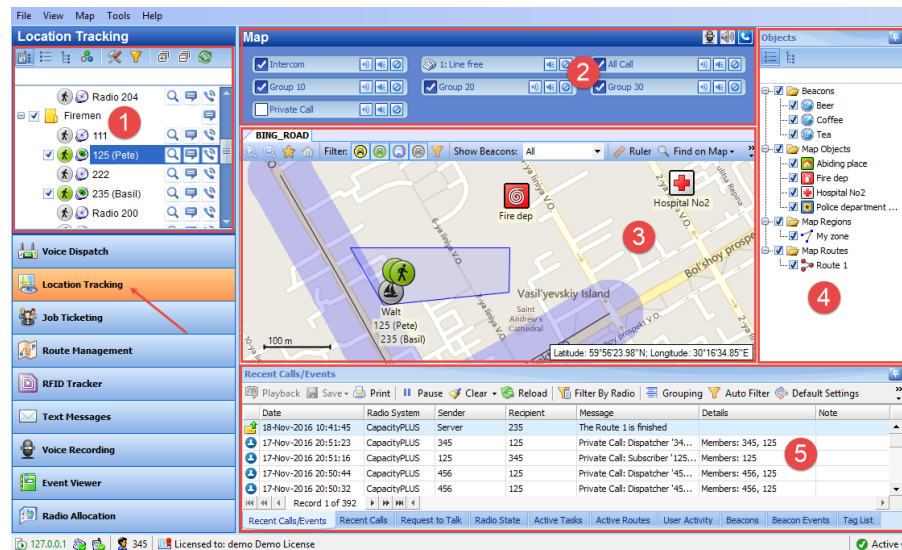 File View Map Tools Help
Location Tracking
Radio 204
Firemen
111
125 (Pete)
222
235 (Basil)
Radio 200
1
Voice Dispatch
Location Tracking
Job Ticketing
Route Management
RFID Tracker
Text Messages
Voice Recording
Event Viewer
Radio Allocation
Map
Intercom 1: Line free All Call
Group 10 Group 20 Group 30
Private Call
2
BING_ROAD
Filter: Show Beacons: All Ruler Find on Map
Fire dep
Hospital No2
6-ya liniya V.O.
Bol'shoy prospekt
Vasil'yevskiy Island
Saint
Andrew's
Cathedral
Walt
125 (Pete)
235 (Basil)
3
100 m
Latitude: 59°56'23.98"N; Longitude: 30°16'34.85"E
Objects
Beacons
Beer
Coffee
Tea
Map Objects
Abiding place
Fire dep
Hospital No2
Police department ...
Map Regions
My zone
Map Routes
Route 1
4
Recent Calls/Events
Playback Save Print Pause Clear Reload Filter By Radio Grouping Auto Filter Default Settings
Date Radio System Sender Recipient Message Details Note
18-Nov-2016 10:41:45 CapacityPLUS Server 235 The Route 1 is finished
17-Nov-2016 20:51:23 CapacityPLUS 345 125 Private Call: Dispatcher '34... Members: 345, 125
17-Nov-2016 20:51:16 CapacityPLUS 125 345 Private Call: Subscriber '125... Members: 125
17-Nov-2016 20:50:44 CapacityPLUS 456 125 Private Call: Dispatcher '45... Members: 456, 125
17-Nov-2016 20:50:32 CapacityPLUS 456 125 Private Call: Dispatcher '45... Members: 456, 125
5
Record 1 of 392
Recent Calls/Events Recent Calls Request to Talk Radio State Active Tasks Active Routes User Activity Beacons Beacon Events Tag List
127.0.0.1 345 Licensed to: demo Demo License Active